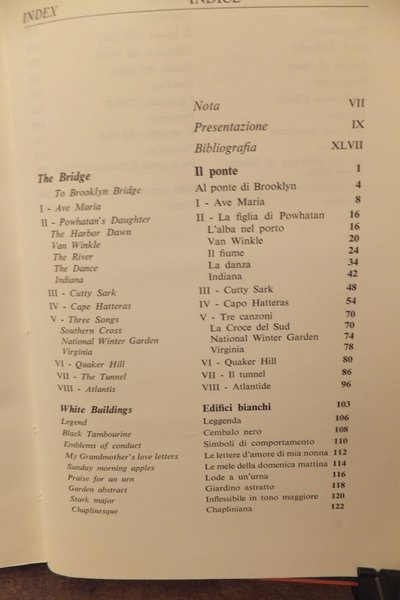 INDEX
INDICE
Nota VII
Presentazione IX
Bibliografia XLVII
The Bridge Il ponte 1
To Brooklyn Bridge Al ponte di Brooklyn 4
I - Ave Maria I - Ave Maria 8
II - Powhatan's Daughter II - La figlia di Powhatan 16
The Harbor Dawn L'alba nel porto 16
Van Winkle Van Winkle 20
The River Il fiume 24
The Dance La danza 34
Indiana Indiana 42
III - Cutty Sark III - Cutty Sark 48
IV - Cape Hatteras IV - Capo Hatteras 54
V - Three Songs V - Tre canzoni 70
Southern Cross La Croce del Sud 70
National Winter Garden National Winter Garden 74
Virginia Virginia 78
VI - Quaker Hill VI - Quaker Hill 80
VII - The Tunnel VII - Il tunnel 86
VIII - Atlantis VIII - Atlantide 96
White Buildings Edifici bianchi 103
Legend Leggenda 106
Black Tambourine Cembalo nero 108
Emblems of conduct Simboli di comportamento 110
My Grandmother's love letters Le lettere d'amore di mia nonna 112
Sunday morning apples Le mele della domenica mattina 114
Praise for an urn Lode a un'urna 116
Garden abstract Giardino astratto 118
Stark major Inflessibile in tono maggiore 120
Chaplinesque Chapliniana 122